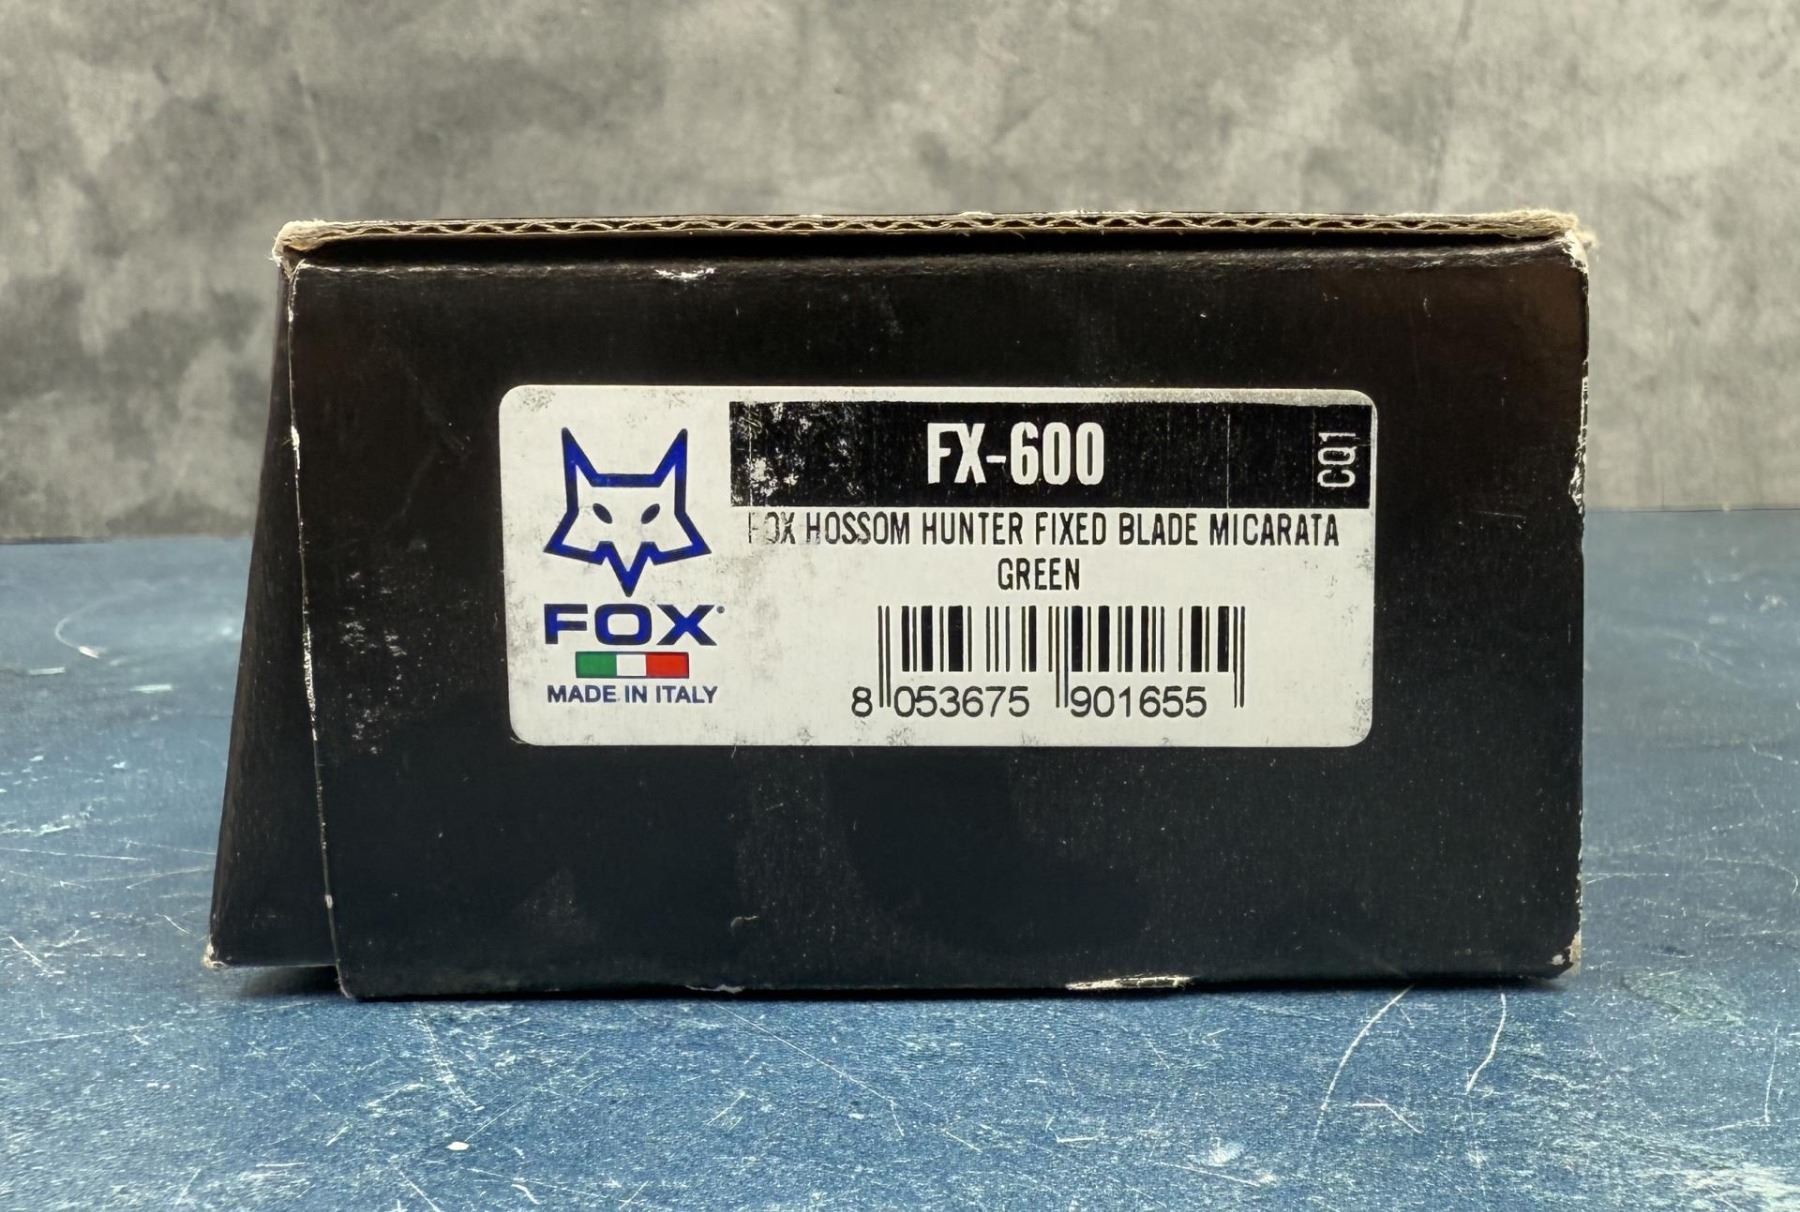 FX-600
CQ1
FOX HOSSOM HUNTER FIXED BLADE MICARATA
GREEN
FOX
MADE IN ITALY
8 053675 901655